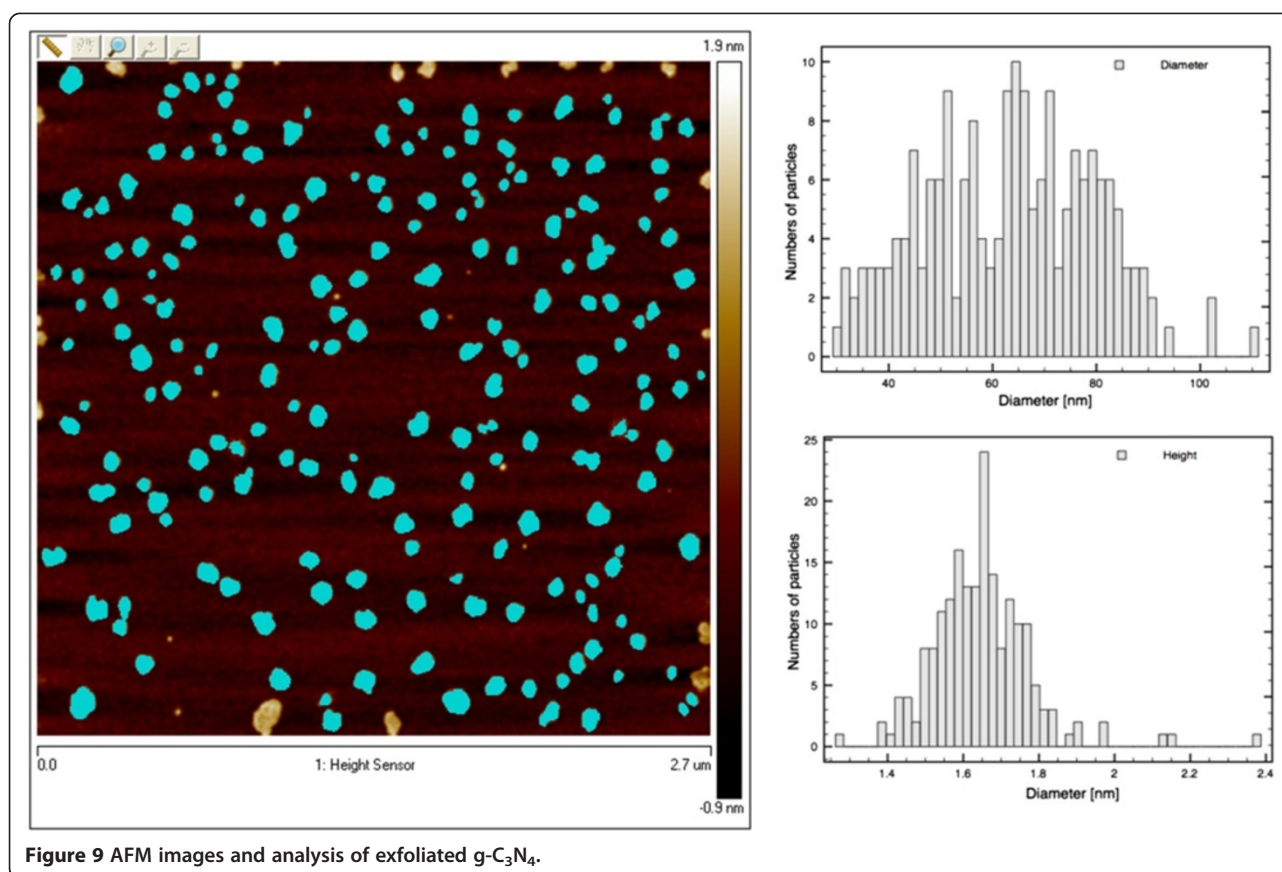 1.9 nm
-0.9 nm
0.0 1: Height Sensor 2.7 um
Diameter
Numbers of particles
10
8
6
4
2
0
40 60 80 100
Diameter [nm]
Height
Numbers of particles
25
20
15
10
5
0
1.4 1.6 1.8 2 2.2 2.4
Diameter [nm]
Figure 9 AFM images and analysis of exfoliated g-C₃N₄.